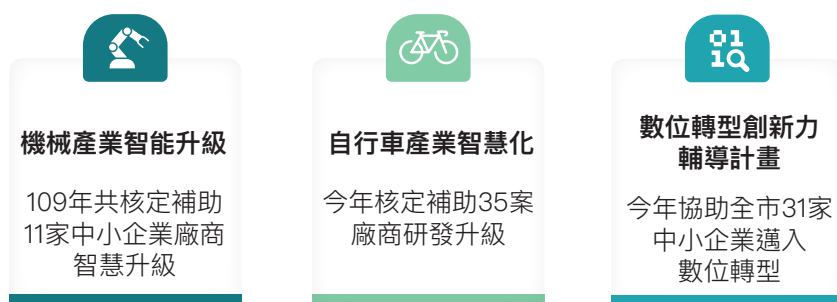 機械產業智能升級
109年共核定補助
11家中小企業廠商
智慧升級
自行車產業智慧化
今年核定補助35案
廠商研發升級
01
10
數位轉型創新力
輔導計畫
今年協助全市31家
中小企業邁入
數位轉型